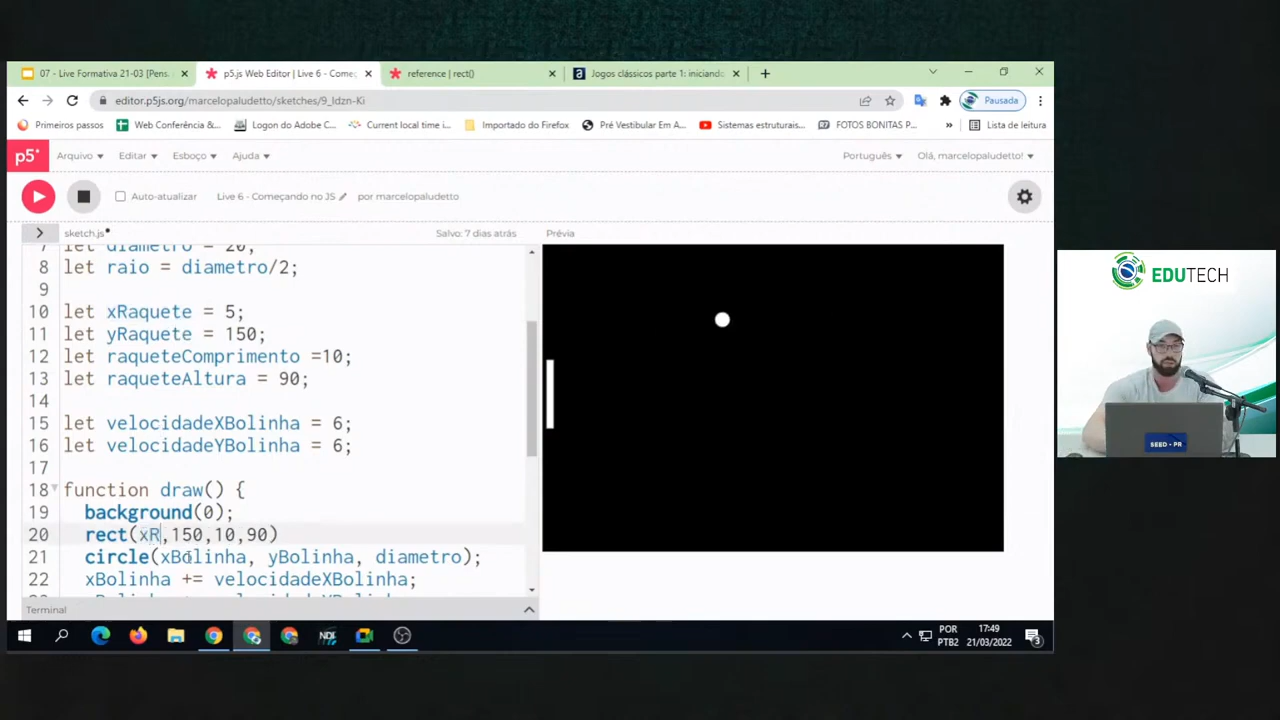 07 - Live Formativa 21-03 [Pens.
p5.js Web Editor | Live 6 - Come
reference | rect()
Jogos clássicos parte 1: iniciand
editor.p5js.org/marcelopaludetto/sketches/9_ldzn-Ki
Pausada
Primeiros passos
Web Conferência &...
Logon do Adobe C...
Current local time i...
Importado do Firefox
Pré Vestibular Em A...
Sistemas estruturais...
FOTOS BONITAS P...
»
Lista de leitura
p5*
Arquivo
Editar
Esboço
Ajuda
Português
Olá, marcelopaludetto!
Auto-atualizar
Live 6 - Começando no JS
por marcelopaludetto
sketch.js
Salvo: 7 dias atrás
Prévia
7 let diametro = 20;
8 let raio = diametro/2;
9
10 let xRaquete = 5;
11 let yRaquete = 150;
12 let raqueteComprimento =10;
13 let raqueteAltura = 90;
14
15 let velocidadeXBolinha = 6;
16 let velocidadeYBolinha = 6;
17
18 function draw() {
19 background(0);
20 rect(xR,150,10,90)
21 circle(xBolinha, yBolinha, diametro);
22 xBolinha += velocidadeXBolinha;
Terminal
NDI
POR
PTB2
17:49
21/03/2022
3
EDUTECH
SEED - PR